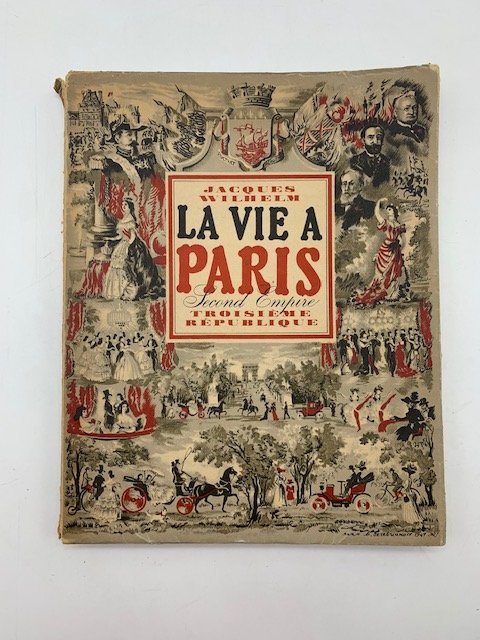 JACQUES
WILHELM
LA VIE A
PARIS
Second Empire
TROISIÈME
RÉPUBLIQUE